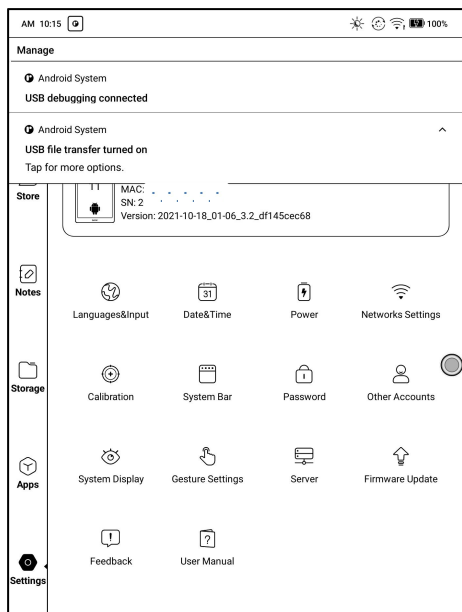 AM 10:15
100%
Manage
Android System
USB debugging connected
Android System
USB file transfer turned on
Tap for more options.
MAC:
SN: 2
Version: 2021-10-18_01-06_3.2_df145cec68
Store
Notes
Storage
Apps
Settings
Languages&Input
31
Date&Time
Power
Networks Settings
Calibration
System Bar
Password
Other Accounts
System Display
Gesture Settings
Server
Firmware Update
!
Feedback
?
User Manual